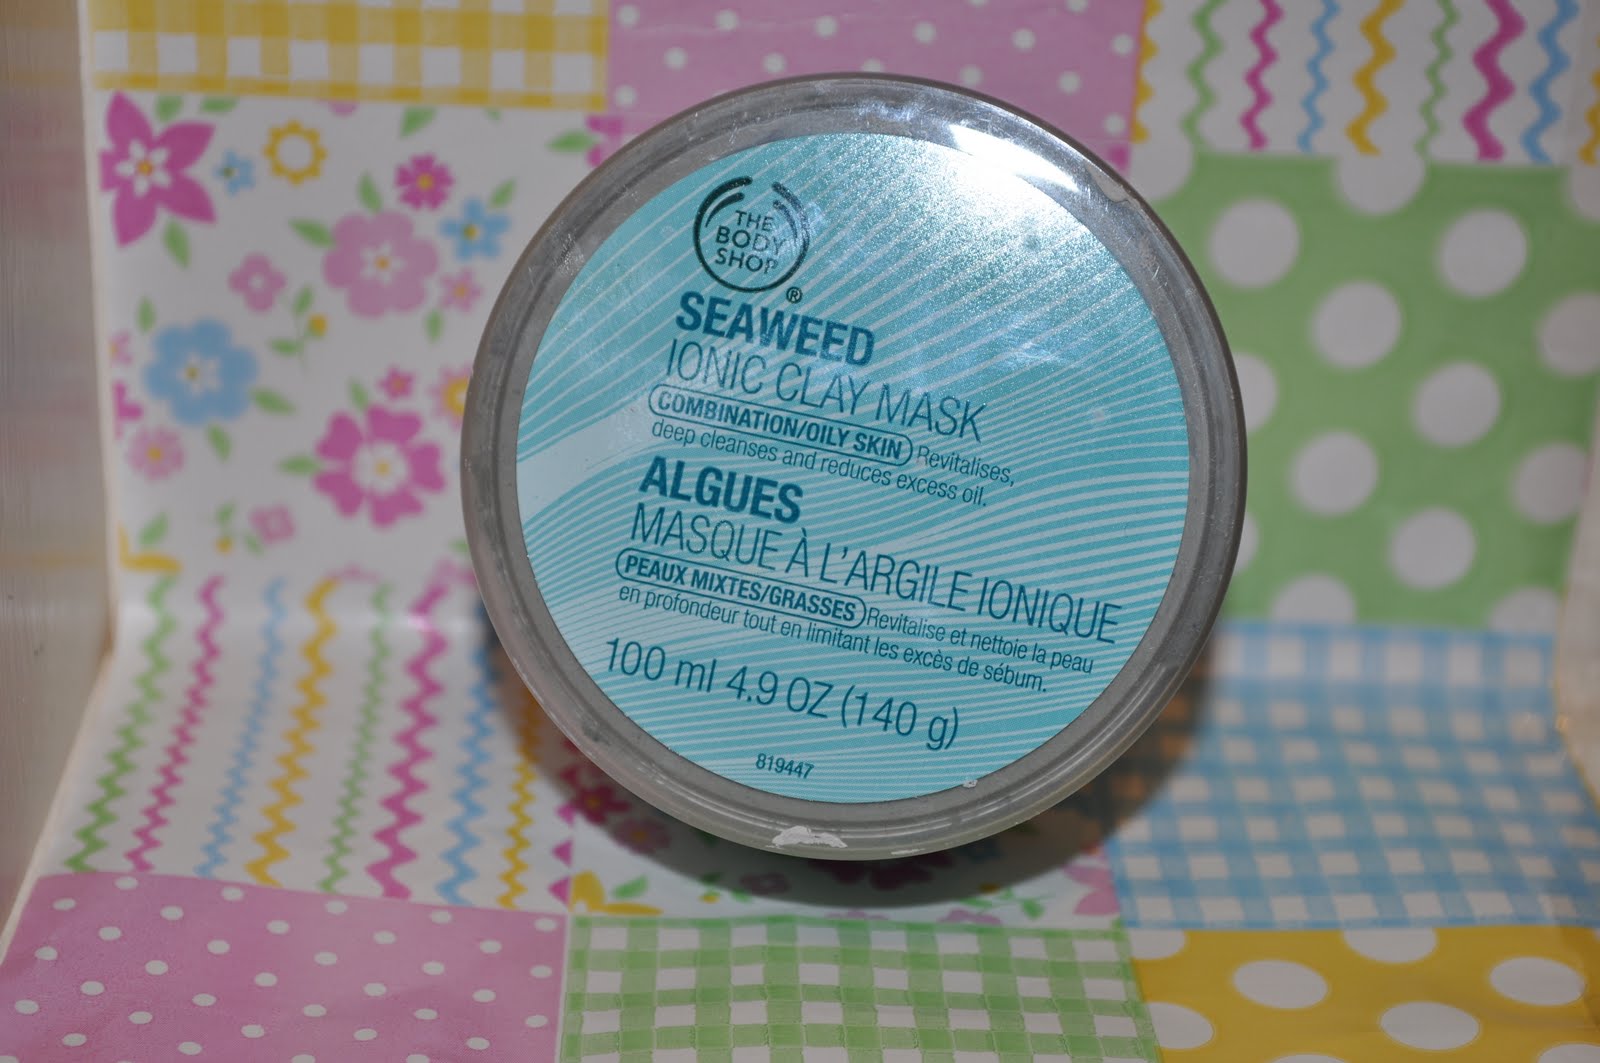 THE
BODY
SHOP®
SEAWEED
IONIC CLAY MASK
COMBINATION/OILY SKIN Revitalises,
deep cleanses and reduces excess oil.
ALGUES
MASQUE À L'ARGILE IONIQUE
PEAUX MIXTES/GRASSES Revitalise et nettoie la peau
en profondeur tout en limitant les excès de sébum.
100 ml 4.9 OZ (140 g)
819447